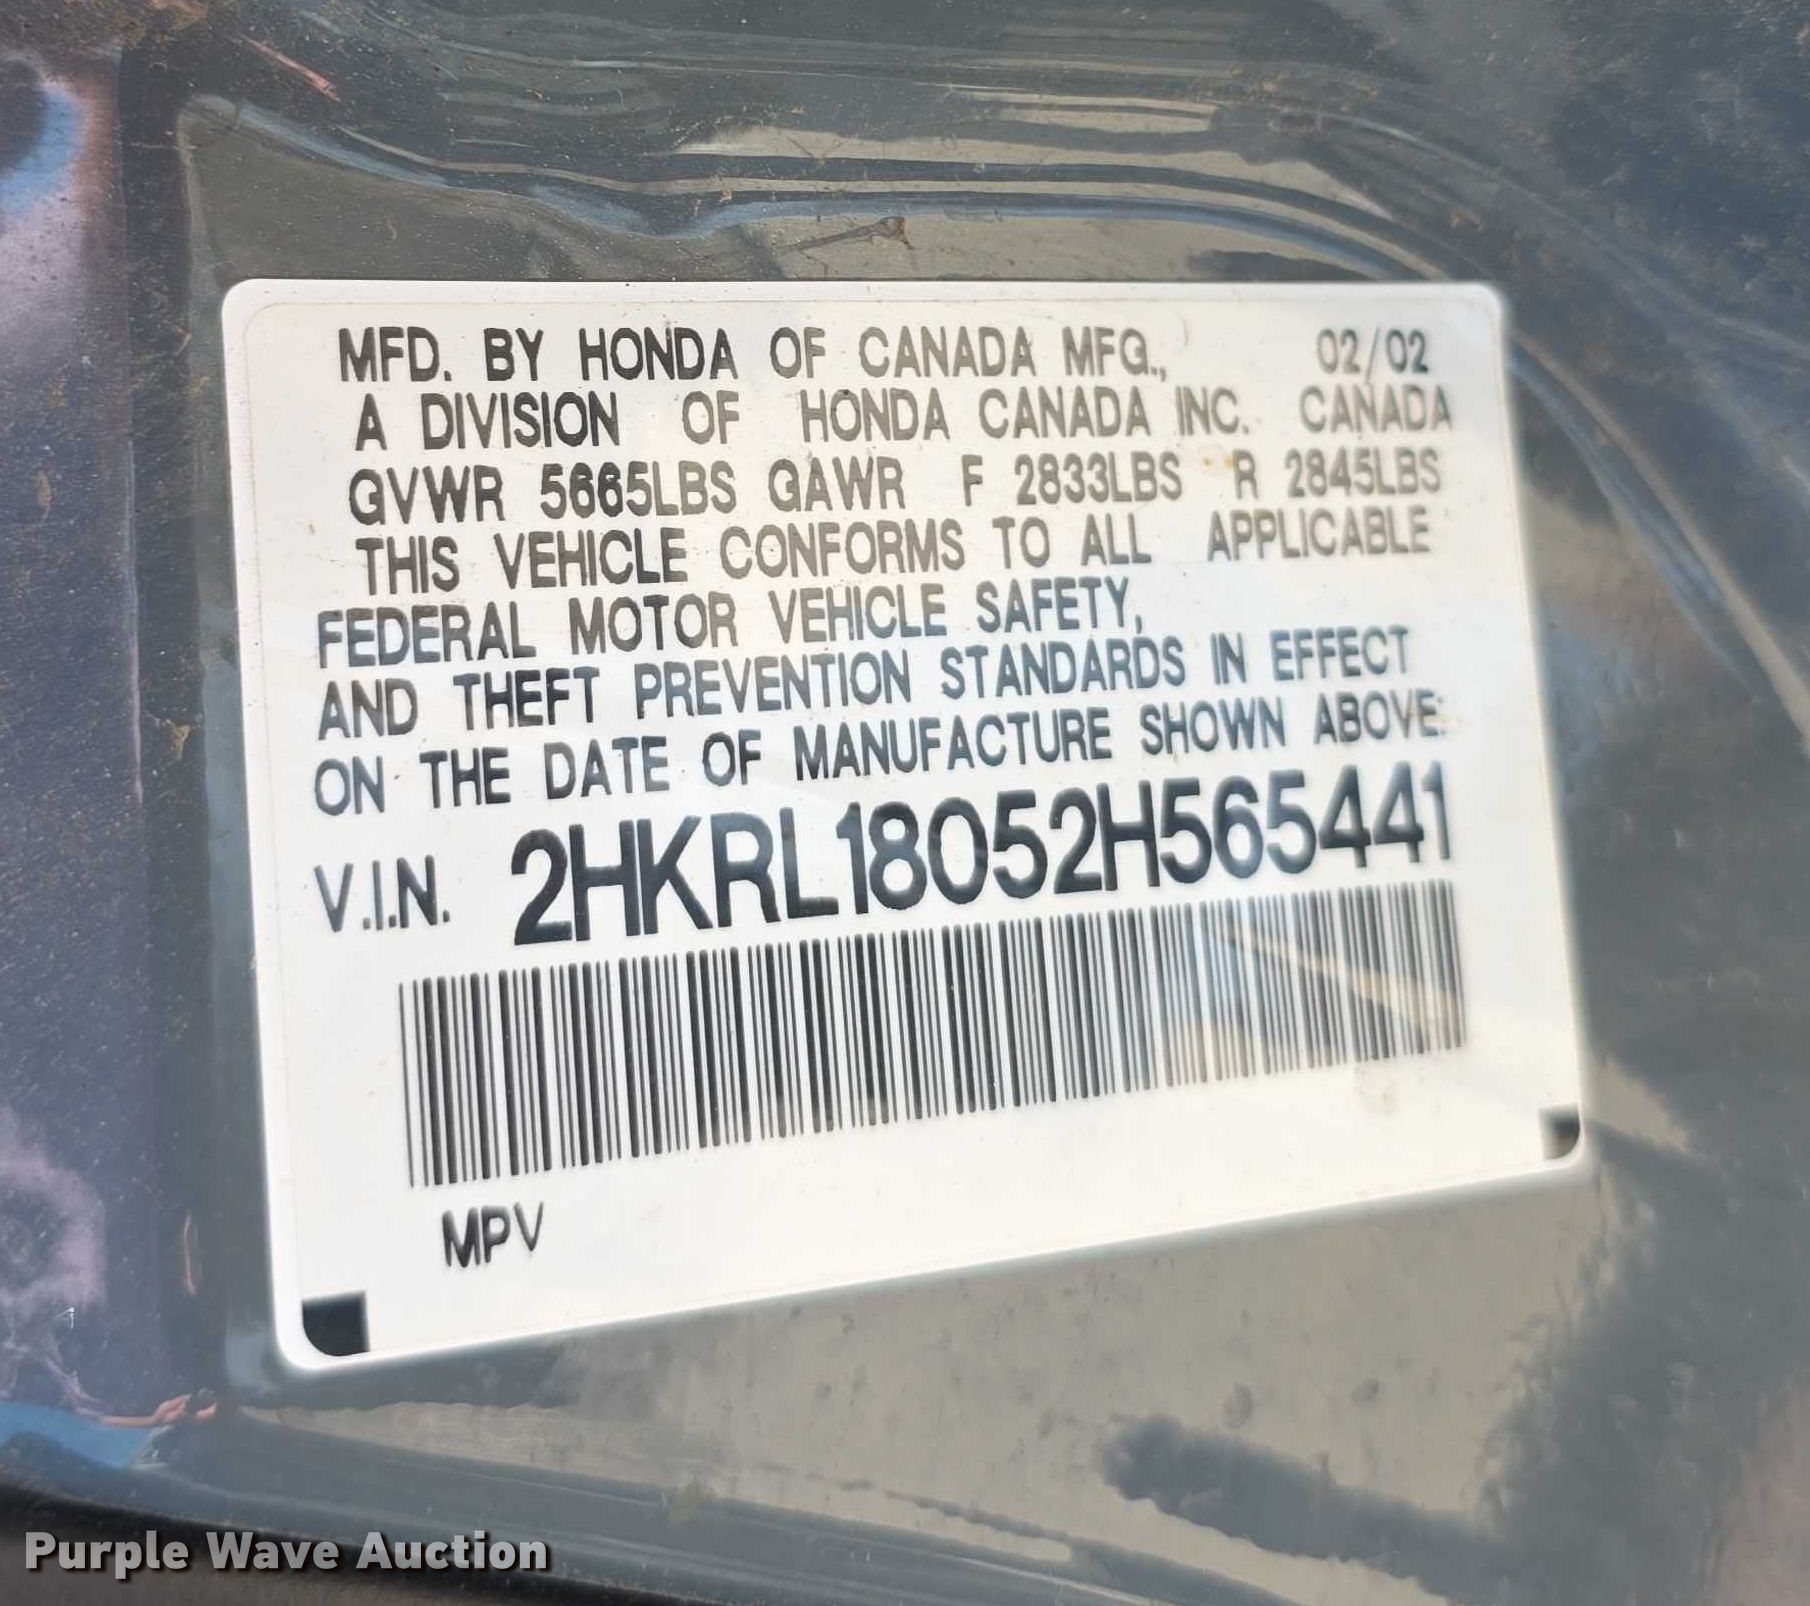 MFD. BY HONDA OF CANADA MFG., 02/02
A DIVISION OF HONDA CANADA INC. CANADA
GVWR 5665LBS GAWR F 2833LBS R 2845LBS
THIS VEHICLE CONFORMS TO ALL APPLICABLE
FEDERAL MOTOR VEHICLE SAFETY,
AND THEFT PREVENTION STANDARDS IN EFFECT
ON THE DATE OF MANUFACTURE SHOWN ABOVE:
V.I.N. 2HKRL18052H565441
MPV
Purple Wave Auction